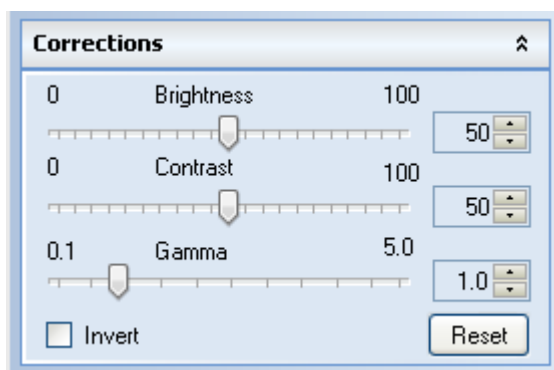 Corrections
0 Brightness 100
50
0 Contrast 100
50
0.1 Gamma 5.0
1.0
Invert Reset